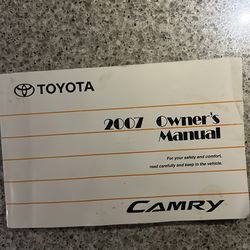 TOYOTA
2007 Owner's
Manual
For your safety and comfort,
read carefully and keep in the vehicle.
CAMRY